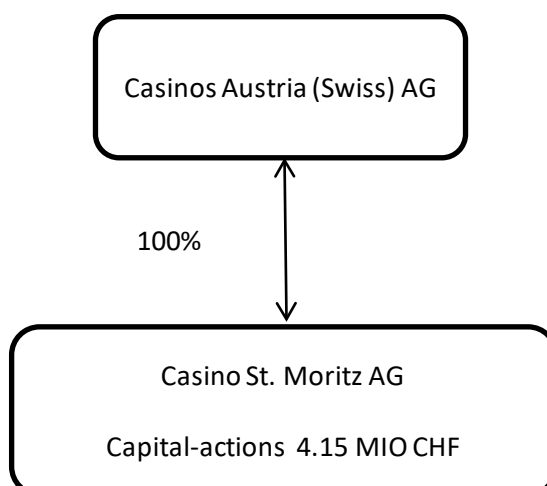 Casinos Austria (Swiss) AG
100%
Casino St. Moritz AG
Capital-actions 4.15 MIO CHF